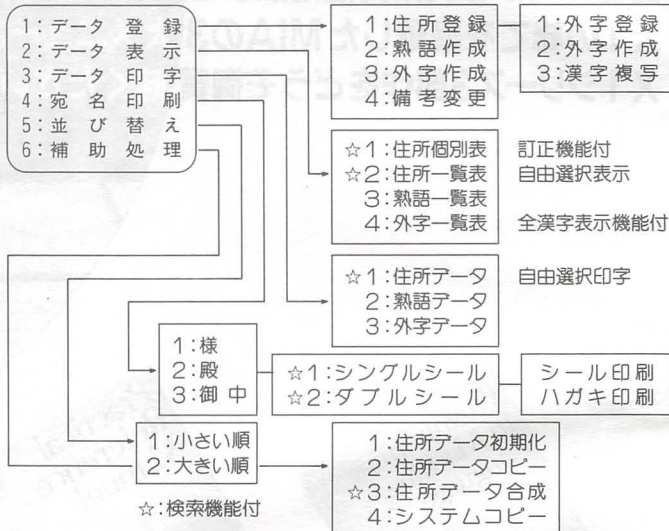 1:データ登録
2:データ表示
3:データ印字
4:宛名印刷
5:並び替え
6:補助処理
1:住所登録
2:熟語作成
3:外字作成
4:備考変更
1:外字登録
2:外字作成
3:漢字複写
☆1:住所個別表 訂正機能付
☆2:住所一覧表 自由選択表示
3:熟語一覧表
4:外字一覧表 全漢字表示機能付
☆1:住所データ 自由選択印字
2:熟語データ
3:外字データ
1:様
2:殿
3:御中
☆1:シングルシール
☆2:ダブルシール
シール印刷
ハガキ印刷
1:小さい順
2:大きい順
1:住所データ初期化
2:住所データコピー
☆3:住所データ合成
4:システムコピー
☆:検索機能付